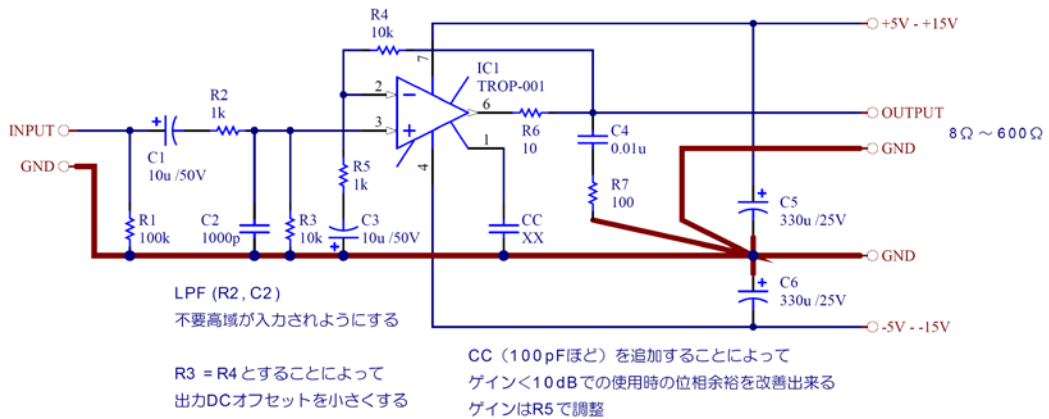 R4
10k
7
+5V - +15V
IC1
TROP-001
2
R2
1k
6
OUTPUT
INPUT
3
8Ω ～ 600Ω
R6
10
C4
0.01u
GND
1
GND
C1
10u /50V
R5
1k
4
R7
100
C5
330u /25V
R1
100k
C2
1000p
R3
10k
C3
10u /50V
CC
XX
GND
C6
330u /25V
LPF (R2 , C2)
不要高域が入力されようにする
-5V - -15V
CC（100pFほど）を追加することによって
R3 = R4 とすることによって
ゲイン＜10dBでの使用時の位相余裕を改善出来る
出力DCオフセットを小さくする
ゲインはR5で調整